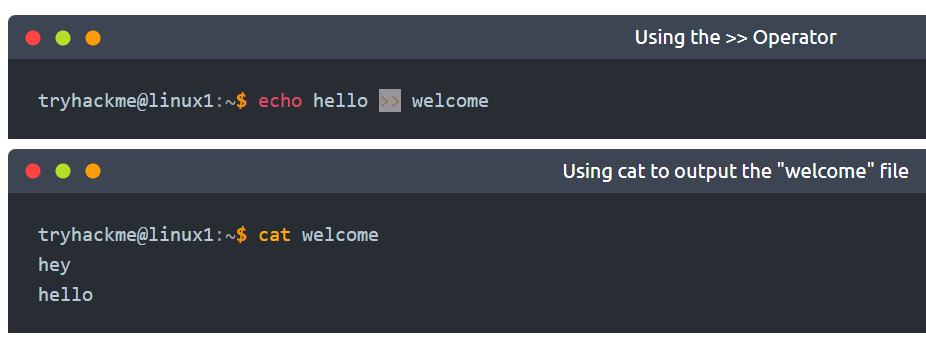 Using the >> Operator
tryhackme@linux1:~$ echo hello >> welcome
Using cat to output the "welcome" file
tryhackme@linux1:~$ cat welcome
hey
hello